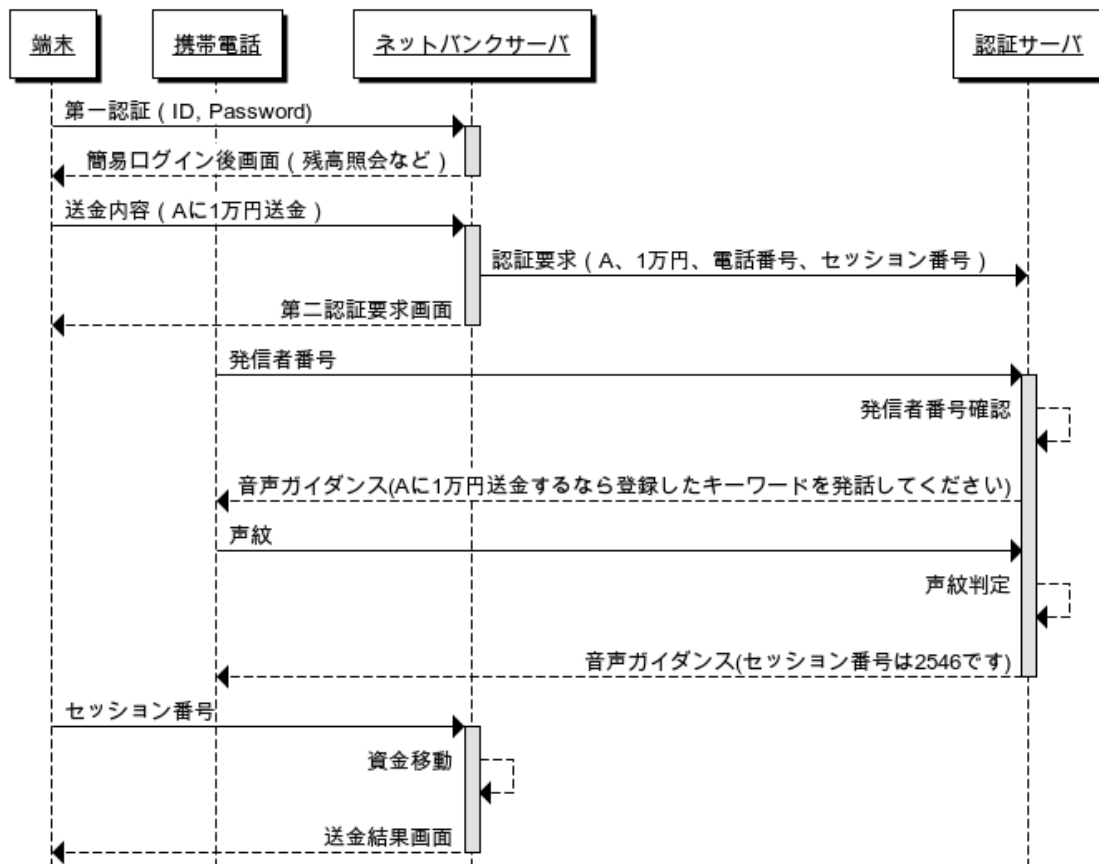 端末
携帯電話
ネットバンクサーバ
認証サーバ
第一認証 ( ID, Password)
簡易ログイン後画面 ( 残高照会など )
送金内容 ( Aに1万円送金 )
認証要求 ( A、1万円、電話番号、セッション番号 )
第二認証要求画面
発信者番号
発信者番号確認
音声ガイダンス(Aに1万円送金するなら登録したキーワードを発話してください)
声紋
声紋判定
音声ガイダンス(セッション番号は2546です)
セッション番号
資金移動
送金結果画面